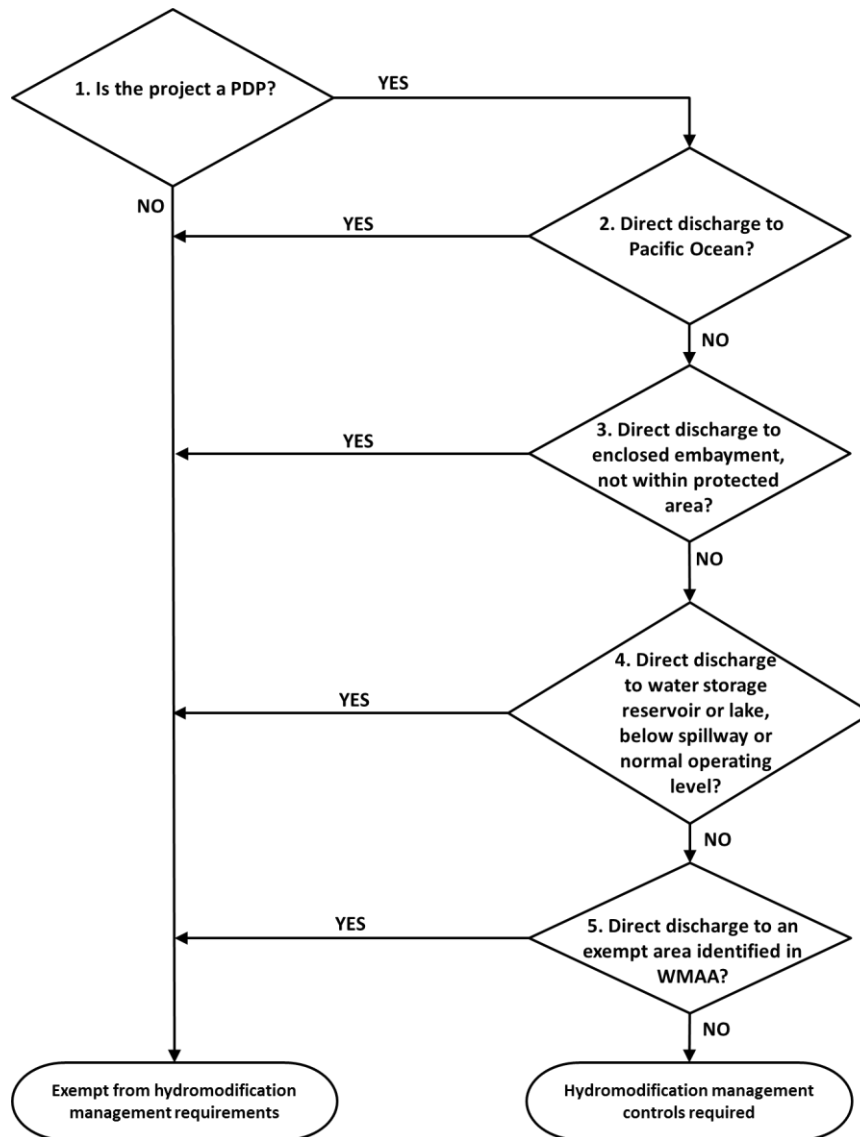 1. Is the project a PDP?
YES
NO
YES
2. Direct discharge to
Pacific Ocean?
NO
YES
3. Direct discharge to
enclosed embayment,
not within protected
area?
NO
YES
4. Direct discharge
to water storage
reservoir or lake,
below spillway or
normal operating
level?
NO
YES
5. Direct discharge to an
exempt area identified in
WMAA?
NO
Exempt from hydromodification
management requirements
Hydromodification management
controls required